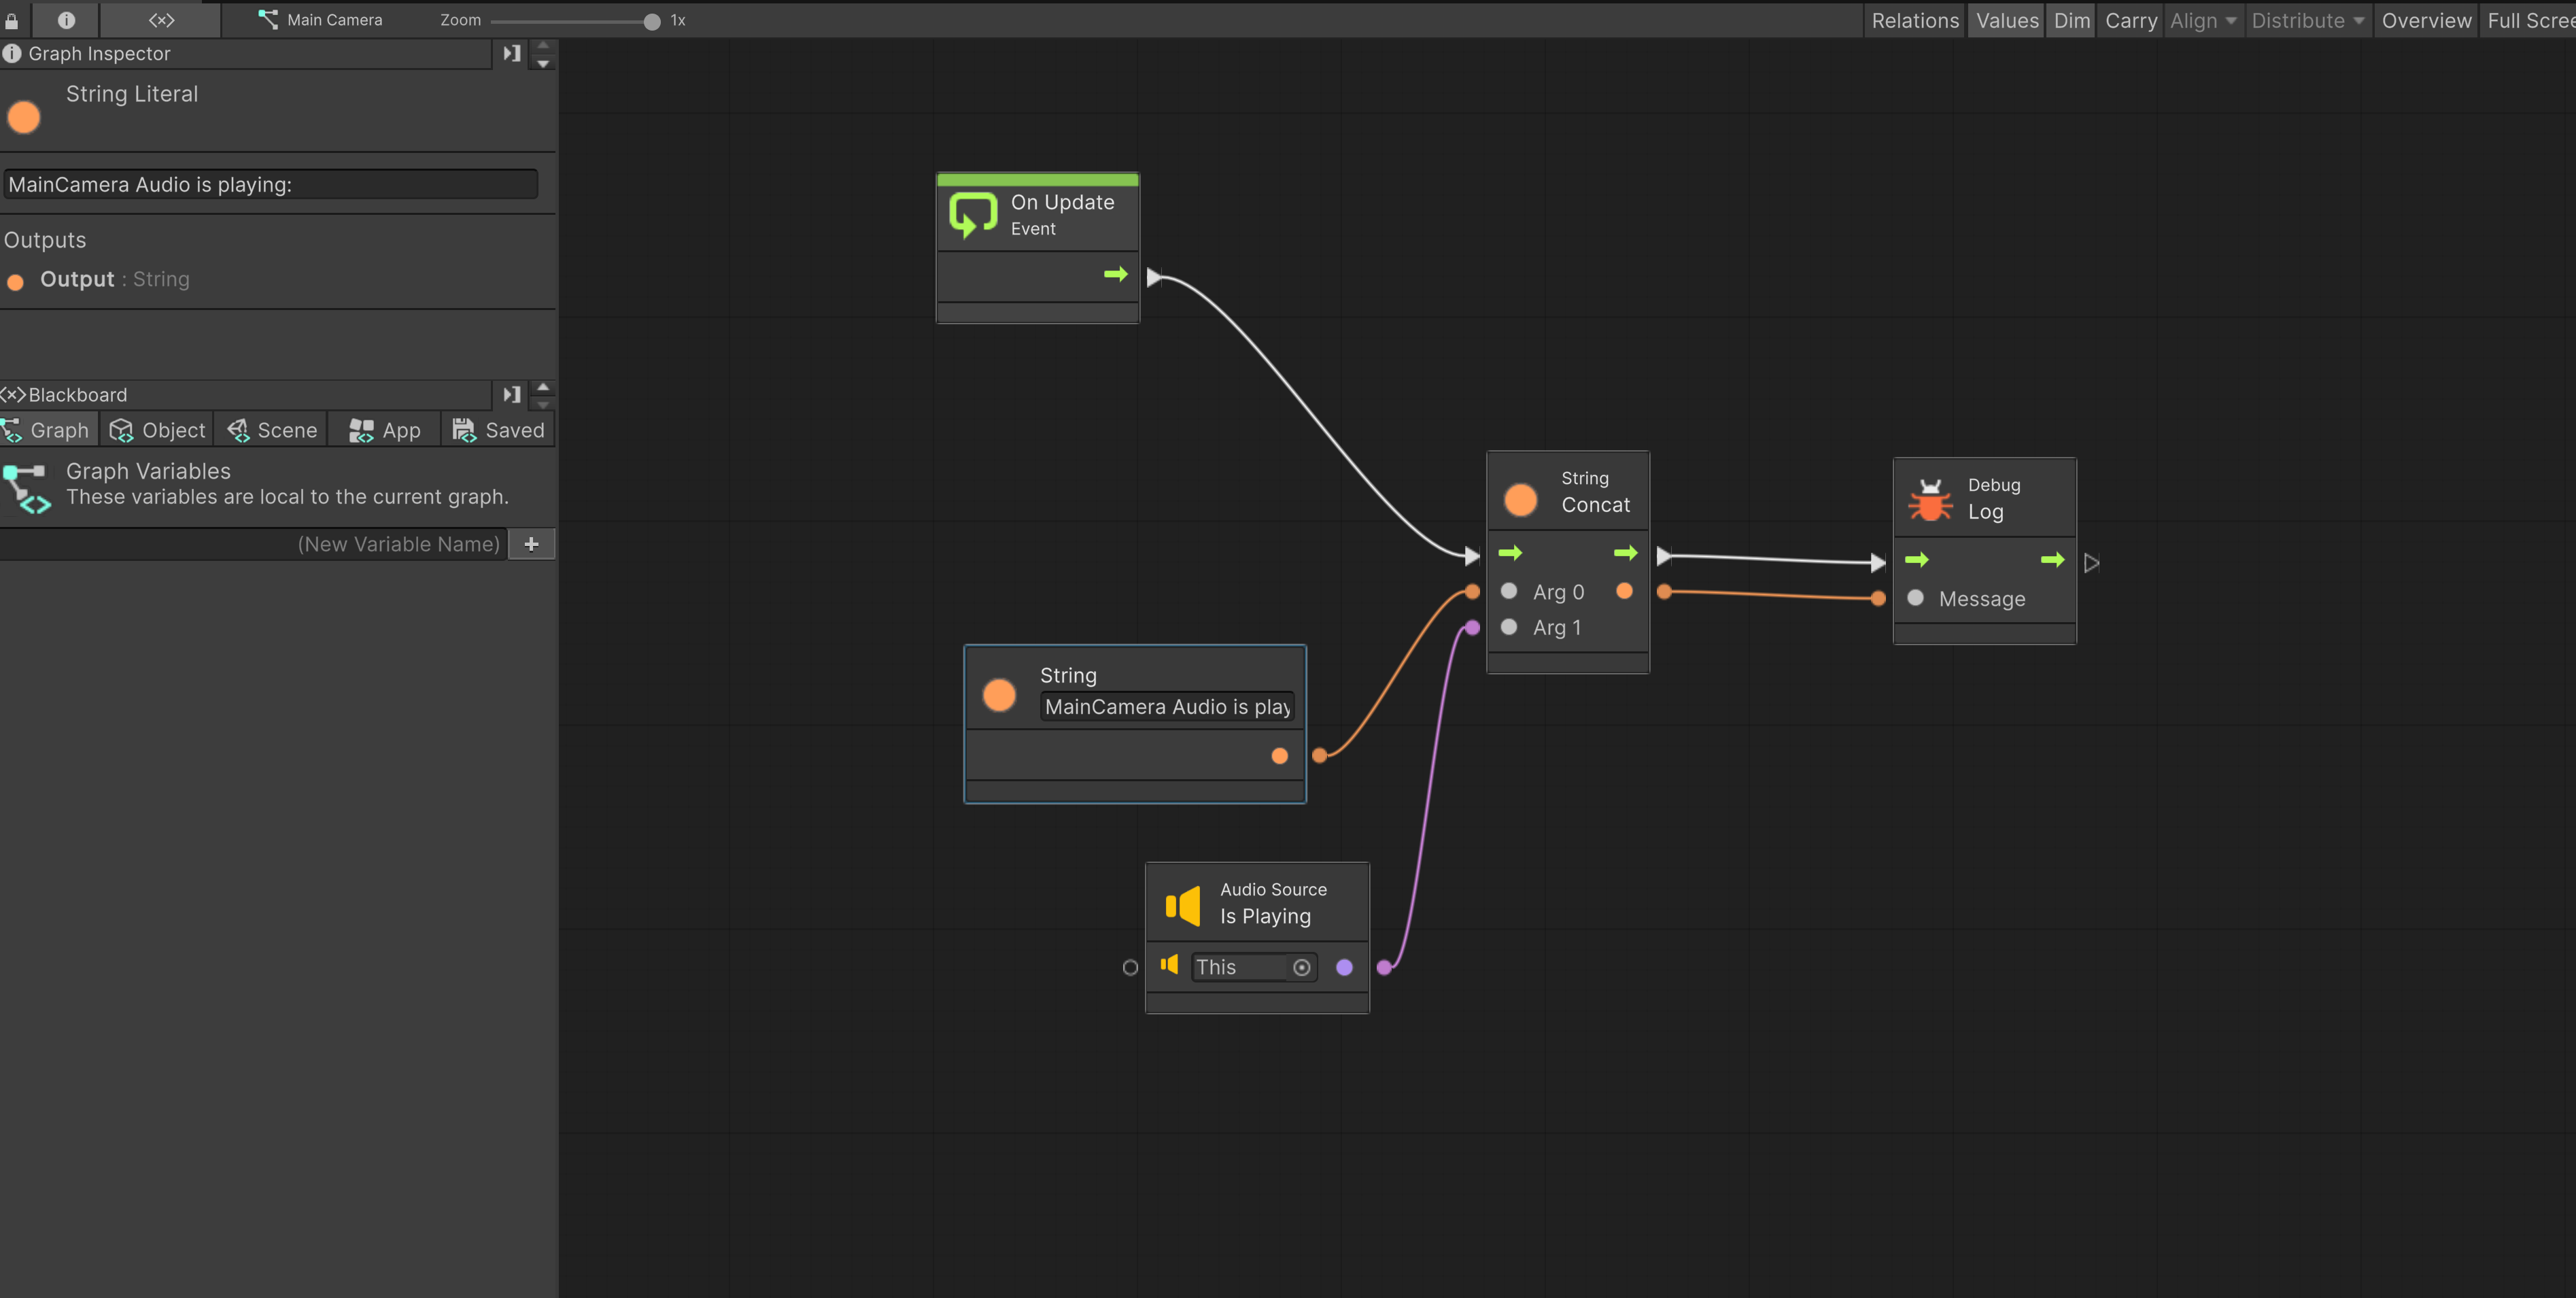 Main Camera
Zoom
1x
Relations
Values
Dim
Carry
Align
Distribute
Overview
Full Scree
Graph Inspector
String Literal
MainCamera Audio is playing:
Outputs
Output : String
<x> Blackboard
Graph
Object
Scene
App
Saved
Graph Variables
These variables are local to the current graph.
(New Variable Name)
+
On Update
Event
String
Concat
Arg 0
Arg 1
Debug
Log
Message
String
MainCamera Audio is play
Audio Source
Is Playing
This